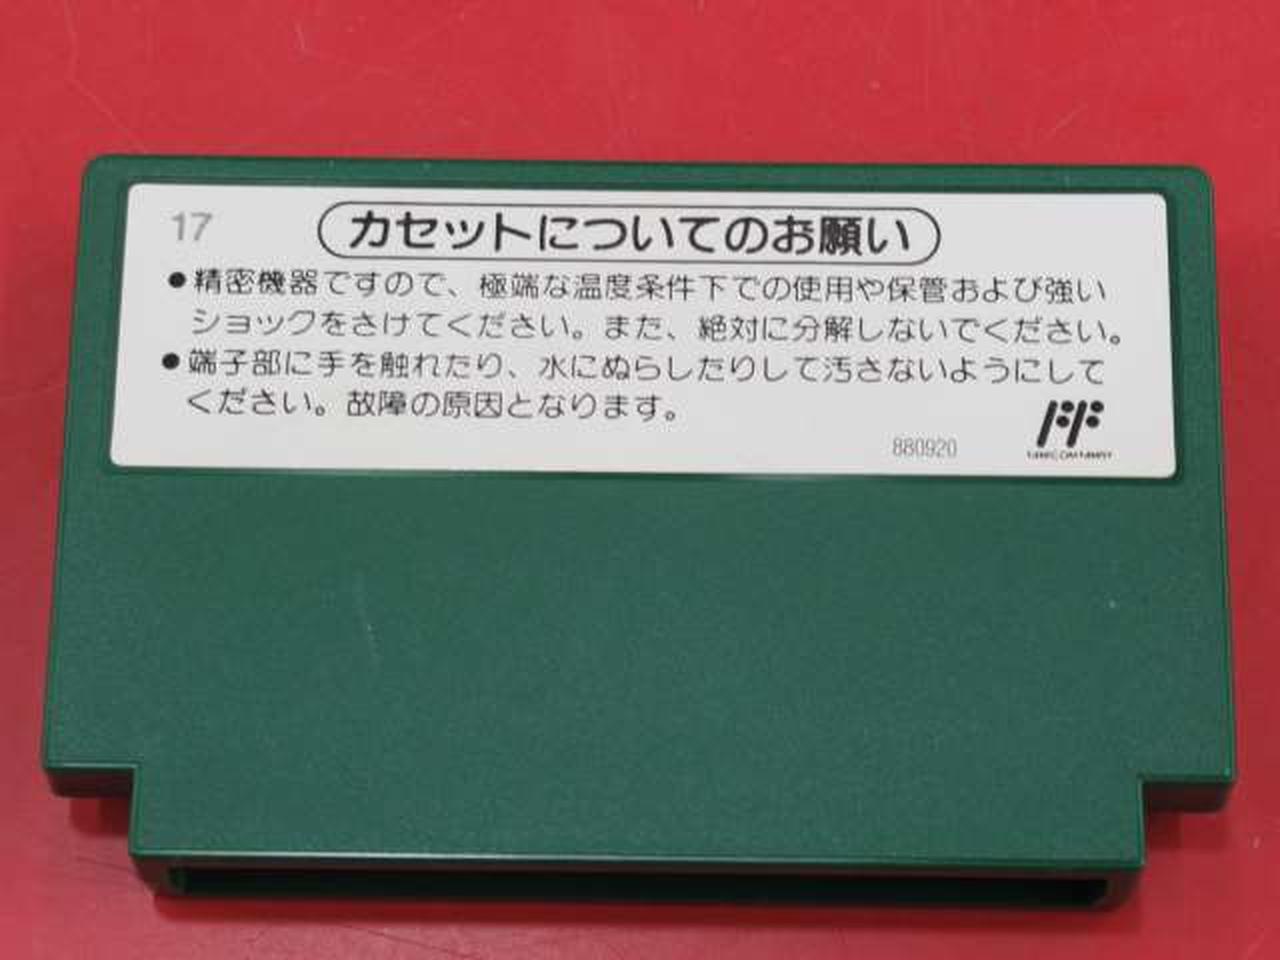 17
カセットについてのお願い
●精密機器ですので、極端な温度条件下での使用や保管および強い
ショックをさけてください。また、絶対に分解しないでください。
●端子部に手を触れたり、水にぬらしたりして汚さないようにして
ください。故障の原因となります。
880920
FF
FAMICOM FAMILY